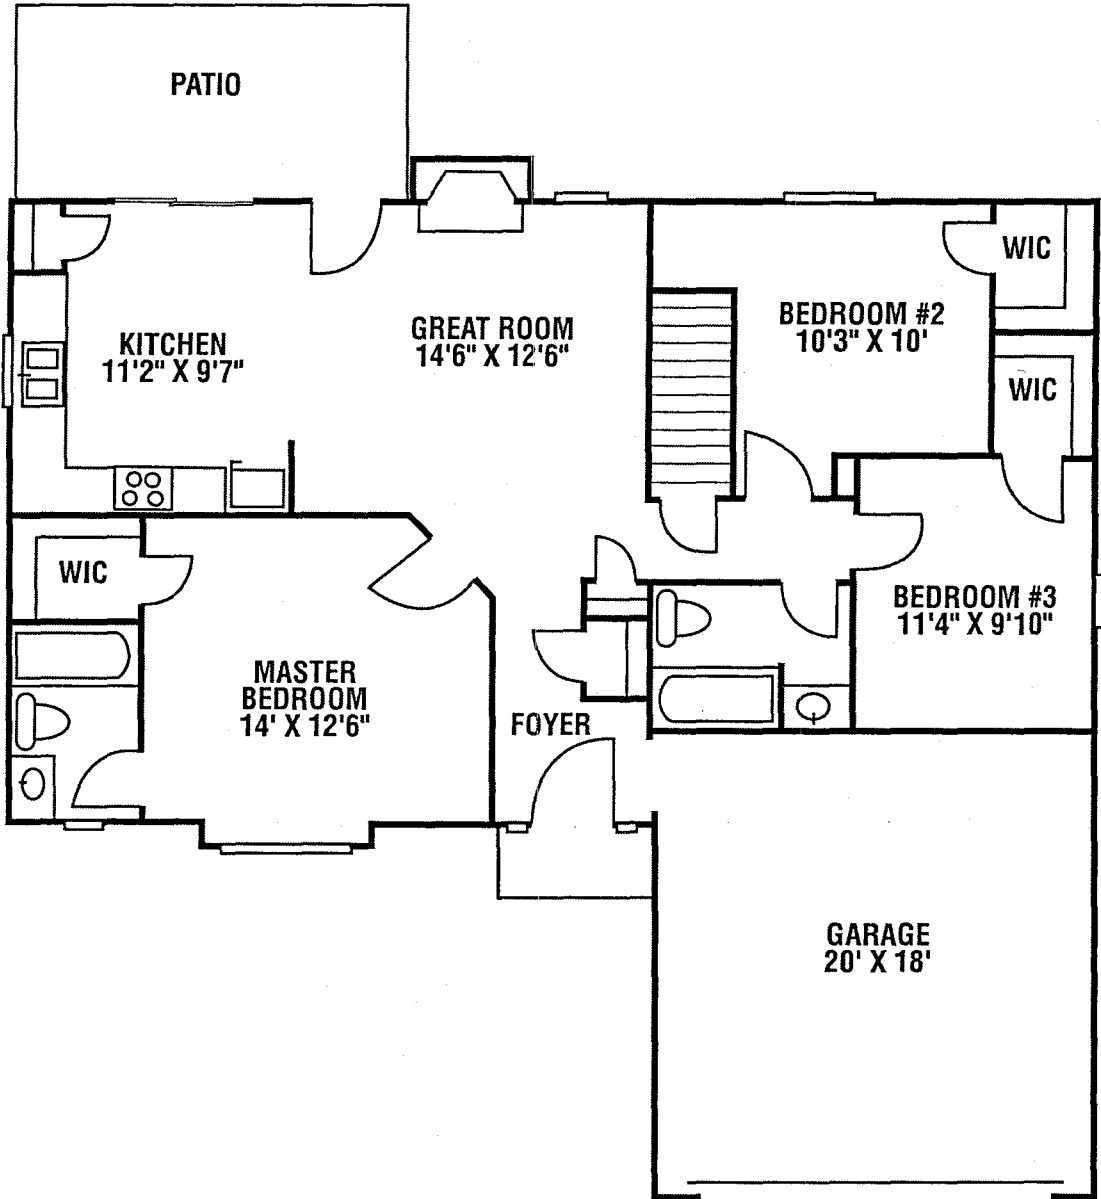 PATIO
WIC
BEDROOM #2
10'3" X 10'
GREAT ROOM
14'6" X 12'6"
KITCHEN
11'2" X 9'7"
WIC
WIC
BEDROOM #3
11'4" X 9'10"
MASTER
BEDROOM
14' X 12'6"
FOYER
GARAGE
20' X 18'